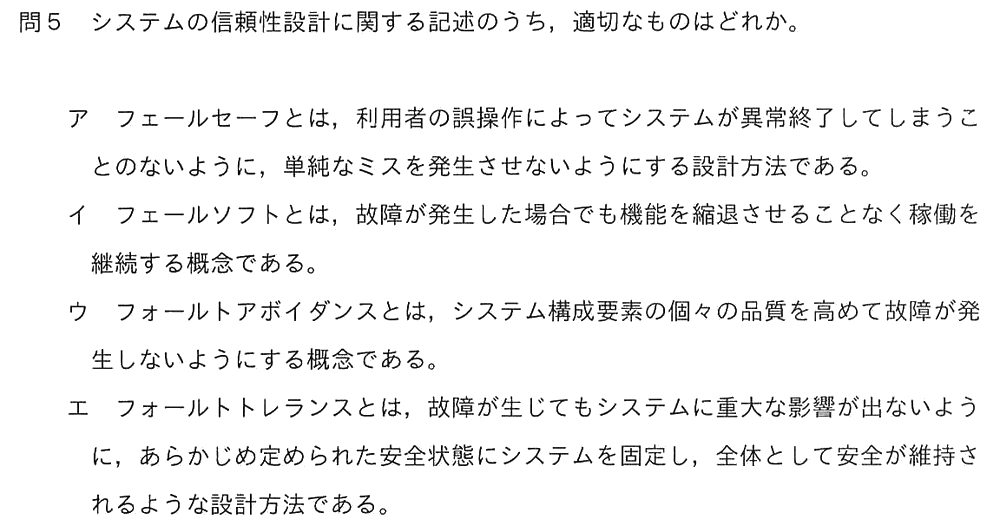 問５　システムの信頼性設計に関する記述のうち，適切なものはどれか。
ア　フェールセーフとは，利用者の誤操作によってシステムが異常終了してしまうこ
とのないように，単純なミスを発生させないようにする設計方法である。
イ　フェールソフトとは，故障が発生した場合でも機能を縮退させることなく稼働を
継続する概念である。
ウ　フォールトアボイダンスとは，システム構成要素の個々の品質を高めて故障が発
生しないようにする概念である。
エ　フォールトトレランスとは，故障が生じてもシステムに重大な影響が出ないよう
に，あらかじめ定められた安全状態にシステムを固定し，全体として安全が維持さ
れるような設計方法である。